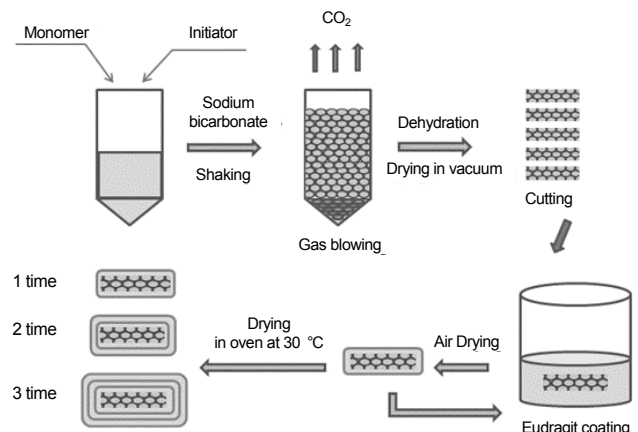 CO2
Monomer
Initiator
Sodium
bicarbonate
Shaking
Dehydration
Drying in vacuum
Gas blowing
Cutting
1 time
2 time
3 time
Drying
in oven at 30 °C
Air Drying
Eudragit coating